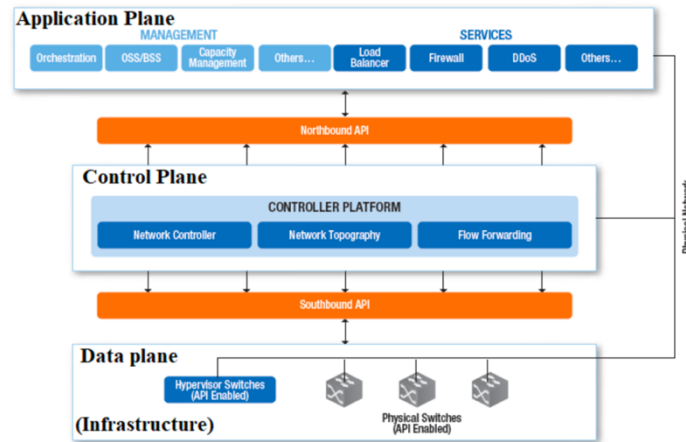 Application Plane
MANAGEMENT
SERVICES
Orchestration
OSS/BSS
Capacity
Management
Others...
Load
Balancer
Firewall
DDoS
Others...
Northbound API
Control Plane
CONTROLLER PLATFORM
Network Controller
Network Topography
Flow Forwarding
Southbound API
Data plane
Hypervisor Switches
(API Enabled)
Physical Switches
(API Enabled)
(Infrastructure)
Physical Network